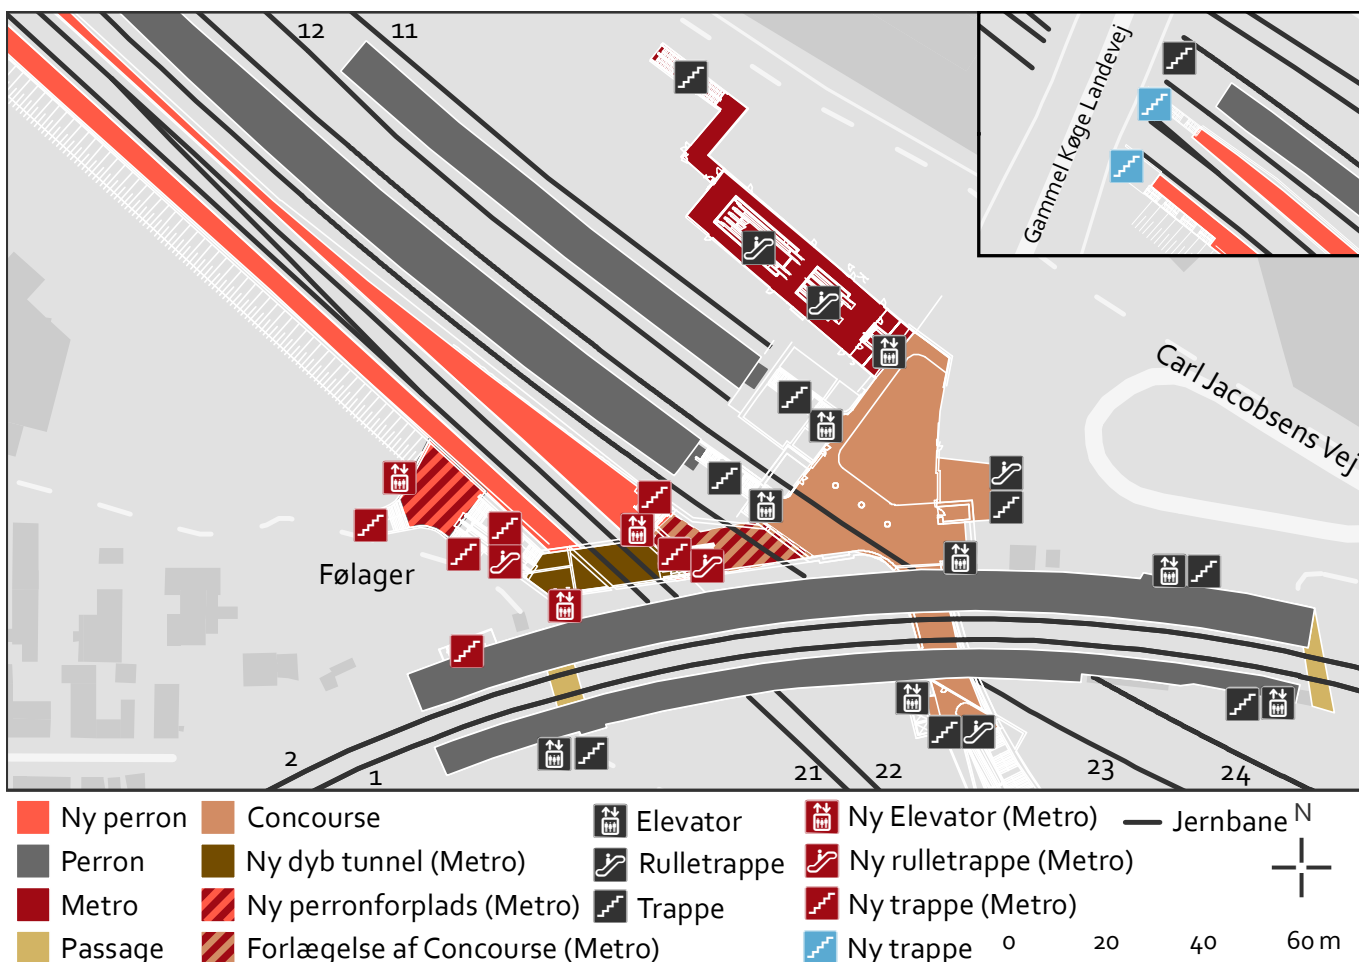 12
11
Gammel Køge Landevej
Carl Jacobsens Vej
Følager
2
1
21
22
23
24
Ny perron
Concourse
Elevator
Ny Elevator (Metro)
Jernbane
N
Perron
Ny dyb tunnel (Metro)
Rulletrappe
Ny rulletrappe (Metro)
Metro
Ny perronforplads (Metro)
Trappe
Ny trappe (Metro)
Passage
Forlægelse af Concourse (Metro)
Ny trappe
0
20
40
60 m